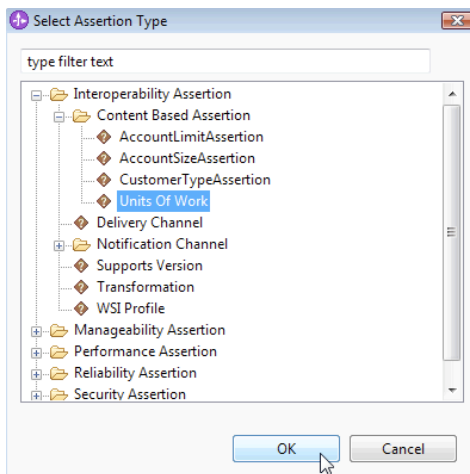 Select Assertion Type
type filter text
Interoperability Assertion
Content Based Assertion
AccountLimitAssertion
AccountSizeAssertion
CustomerTypeAssertion
Units Of Work
Delivery Channel
Notification Channel
Supports Version
Transformation
WSI Profile
Manageability Assertion
Performance Assertion
Reliability Assertion
Security Assertion
OK Cancel